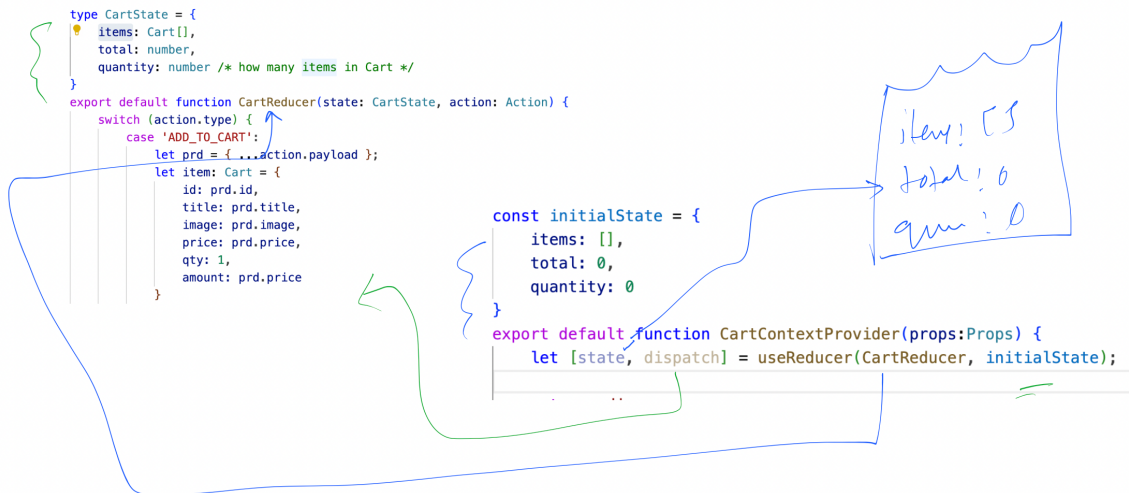 type CartState = {
items: Cart[],
total: number,
quantity: number /* how many items in Cart */
}
export default function CartReducer(state: CartState, action: Action) {
switch (action.type) {
case 'ADD_TO_CART':
let prd = { ...action.payload };
let item: Cart = {
id: prd.id,
title: prd.title,
image: prd.image,
price: prd.price,
qty: 1,
amount: prd.price
}
const initialState = {
items: [],
total: 0,
quantity: 0
}
export default function CartContextProvider(props:Props) {
let [state, dispatch] = useReducer(CartReducer, initialState);
: []
total: 0
: 0